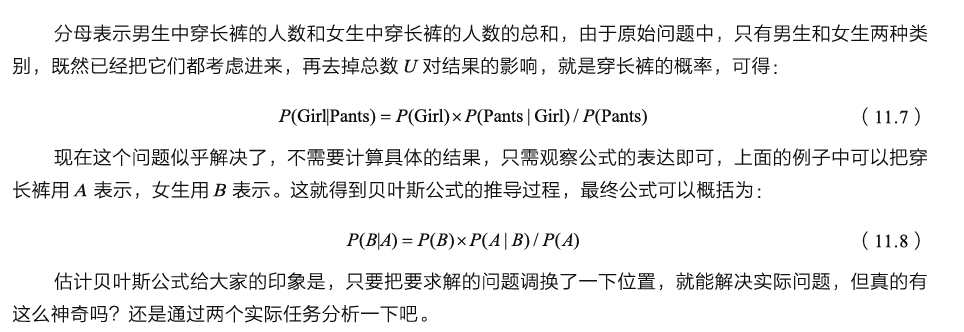 分母表示男生中穿长裤的人数和女生中穿长裤的人数的总和，由于原始问题中，只有男生和女生两种类
别，既然已经把它们都考虑进来，再去掉总数 U 对结果的影响，就是穿长裤的概率，可得：
P(Girl|Pants) = P(Girl)×P(Pants | Girl) / P(Pants) （11.7）
现在这个问题似乎解决了，不需要计算具体的结果，只需观察公式的表达即可，上面的例子中可以把穿
长裤用 A 表示，女生用 B 表示。这就得到贝叶斯公式的推导过程，最终公式可以概括为：
P(B|A) = P(B)×P(A | B) / P(A) （11.8）
估计贝叶斯公式给大家的印象是，只要把要求解的问题调换了一下位置，就能解决实际问题，但真的有
这么神奇吗？还是通过两个实际任务分析一下吧。